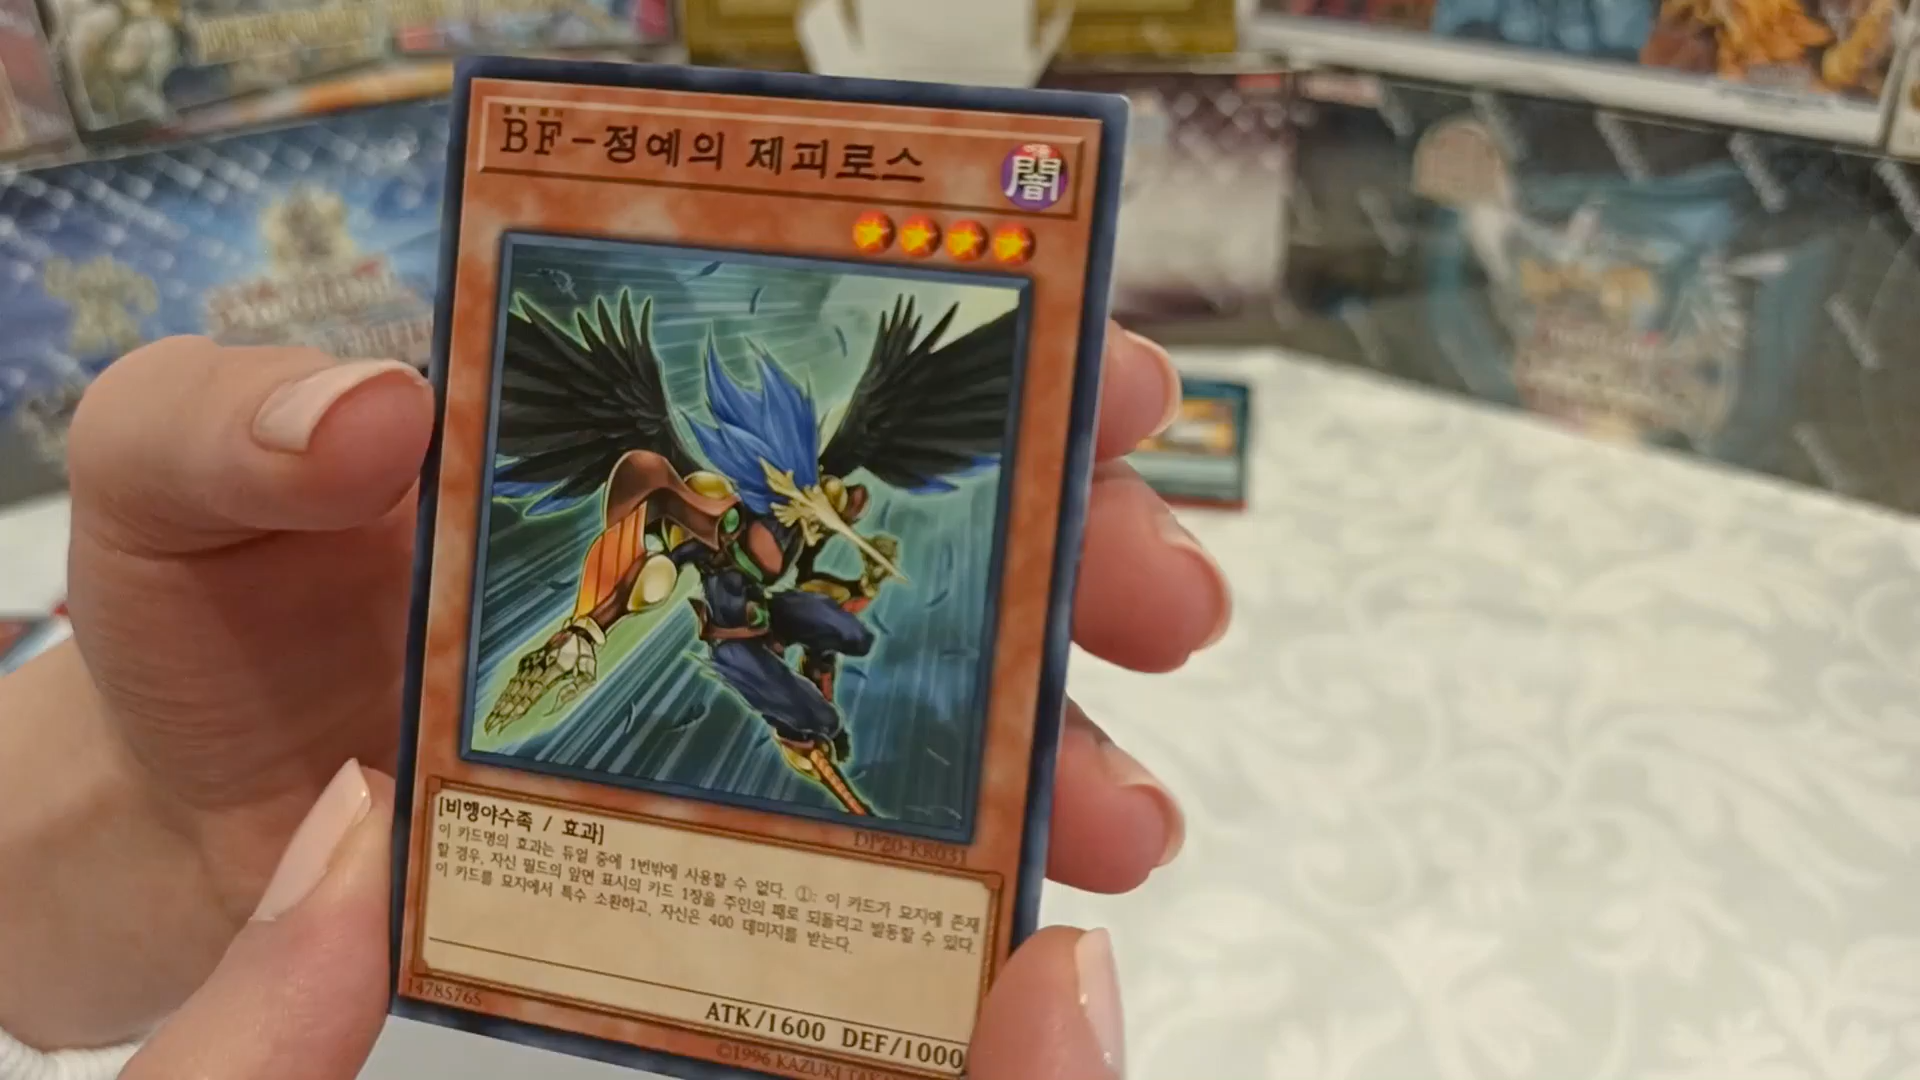 블랙 페더
BF-정예의 제피로스
어둠
闇
DP20-KR031
[비행야수족 / 효과]
이 카드명의 효과는 듀얼 중에 1번밖에 사용할 수 없다. ①: 이 카드가 묘지에 존재
할 경우, 자신 필드의 앞면 표시의 카드 1장을 주인의 패로 되돌리고 발동할 수 있다.
이 카드를 묘지에서 특수 소환하고, 자신은 400 데미지를 받는다.
ATK/1600 DEF/1000
14785765
©1996 KAZUKI